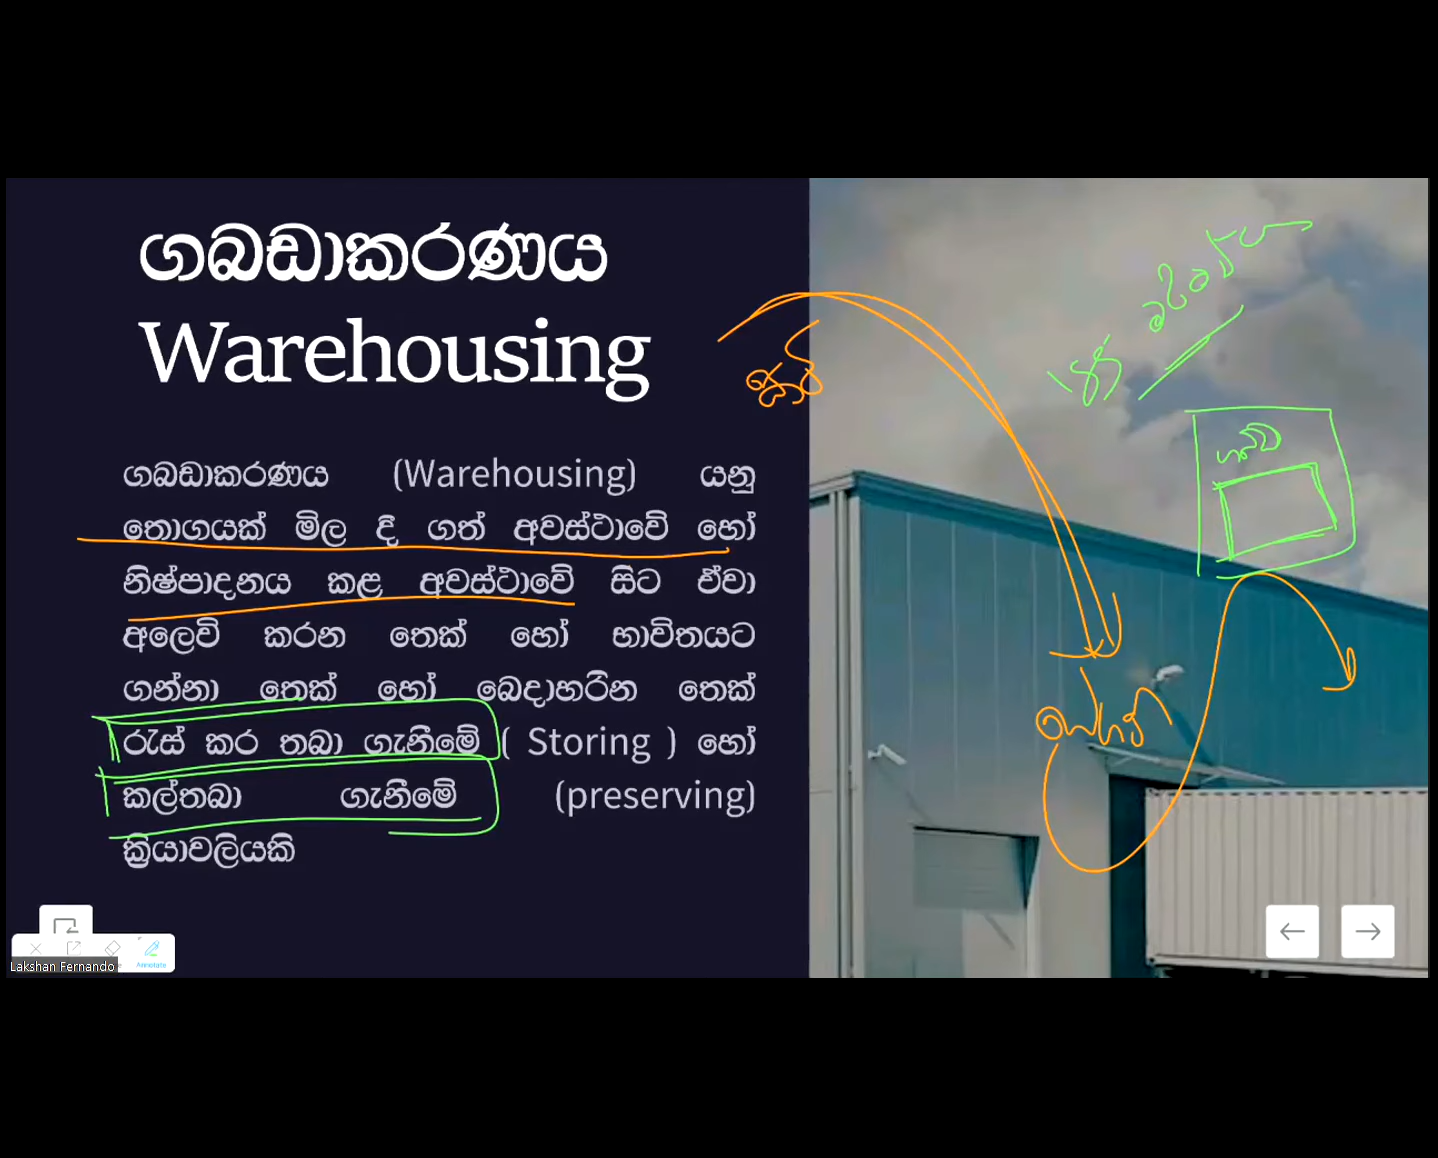 ගබඩාකරණය
Warehousing
ගබඩාකරණය (Warehousing) යනු
තොගයක් මිල දී ගත් අවස්ථාවේ හෝ
නිෂ්පාදනය කළ අවස්ථාවේ සිට ඒවා
අලෙවි කරන තෙක් හෝ භාවිතයට
ගන්නා තෙක් හෝ බෙදාහරින තෙක්
රැස් කර තබා ගැනීමේ ( Storing ) හෝ
කල්තබා ගැනීමේ (preserving)
ක්‍රියාවලියකි
Annotate
Lakshan Fernando